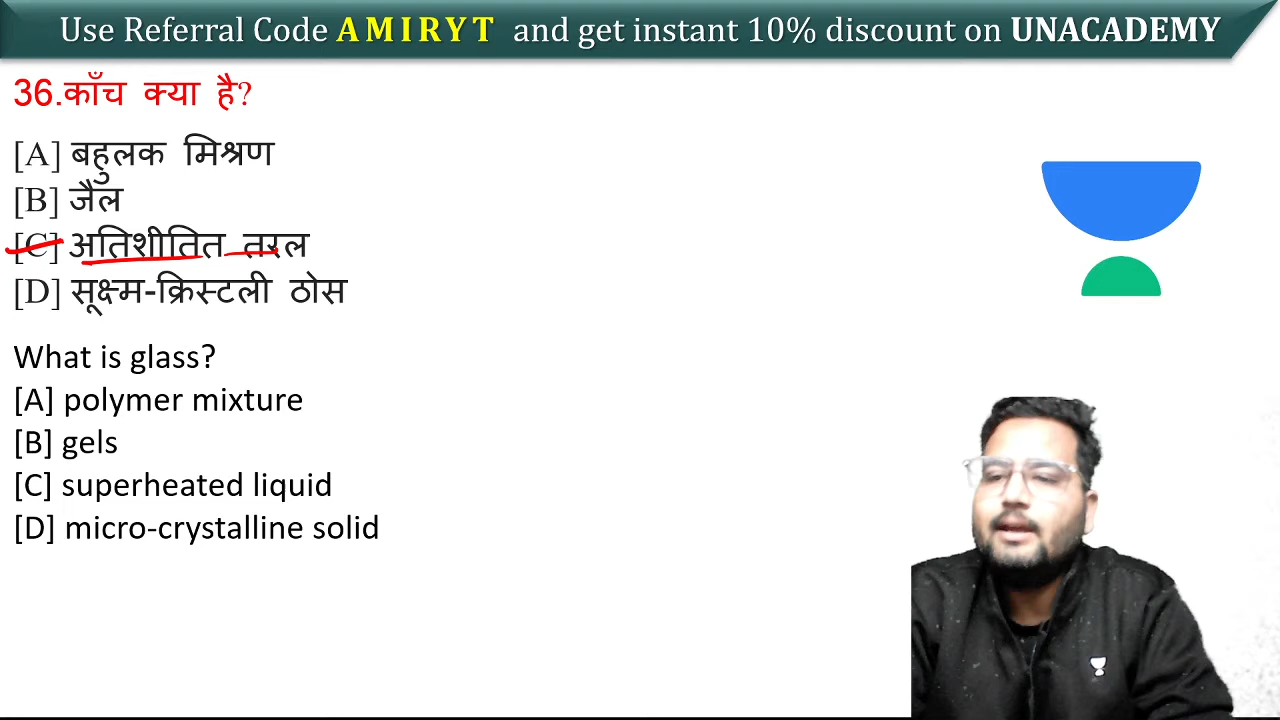 Use Referral Code AMIRYT and get instant 10% discount on UNACADEMY
36.काँच क्या है?
[A] बहुलक मिश्रण
[B] जैल
[C] अतिशीतित तरल
[D] सूक्ष्म-क्रिस्टली ठोस
What is glass?
[A] polymer mixture
[B] gels
[C] superheated liquid
[D] micro-crystalline solid